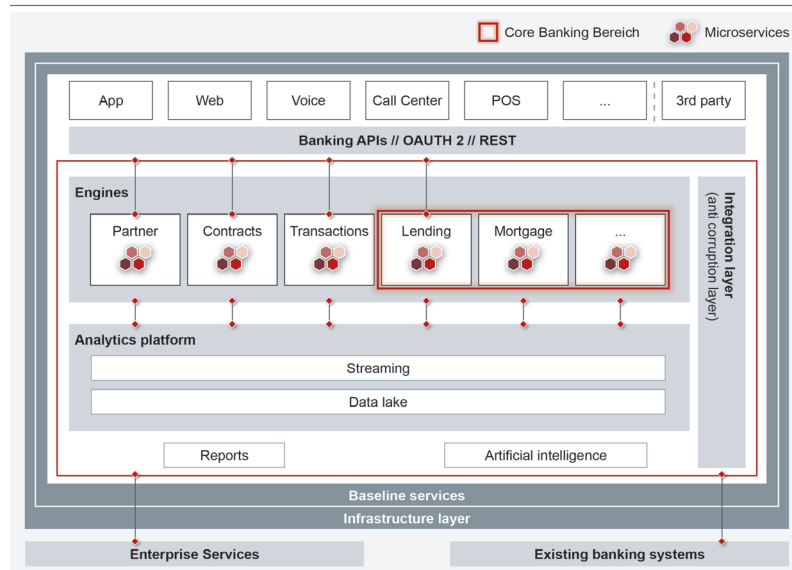 Core Banking Bereich
Microservices
App
Web
Voice
Call Center
POS
...
3rd party
Banking APIs // OAUTH 2 // REST
Engines
Partner
Contracts
Transactions
Lending
Mortgage
...
Integration layer
(anti corruption layer)
Analytics platform
Streaming
Data lake
Reports
Artificial intelligence
Baseline services
Infrastructure layer
Enterprise Services
Existing banking systems